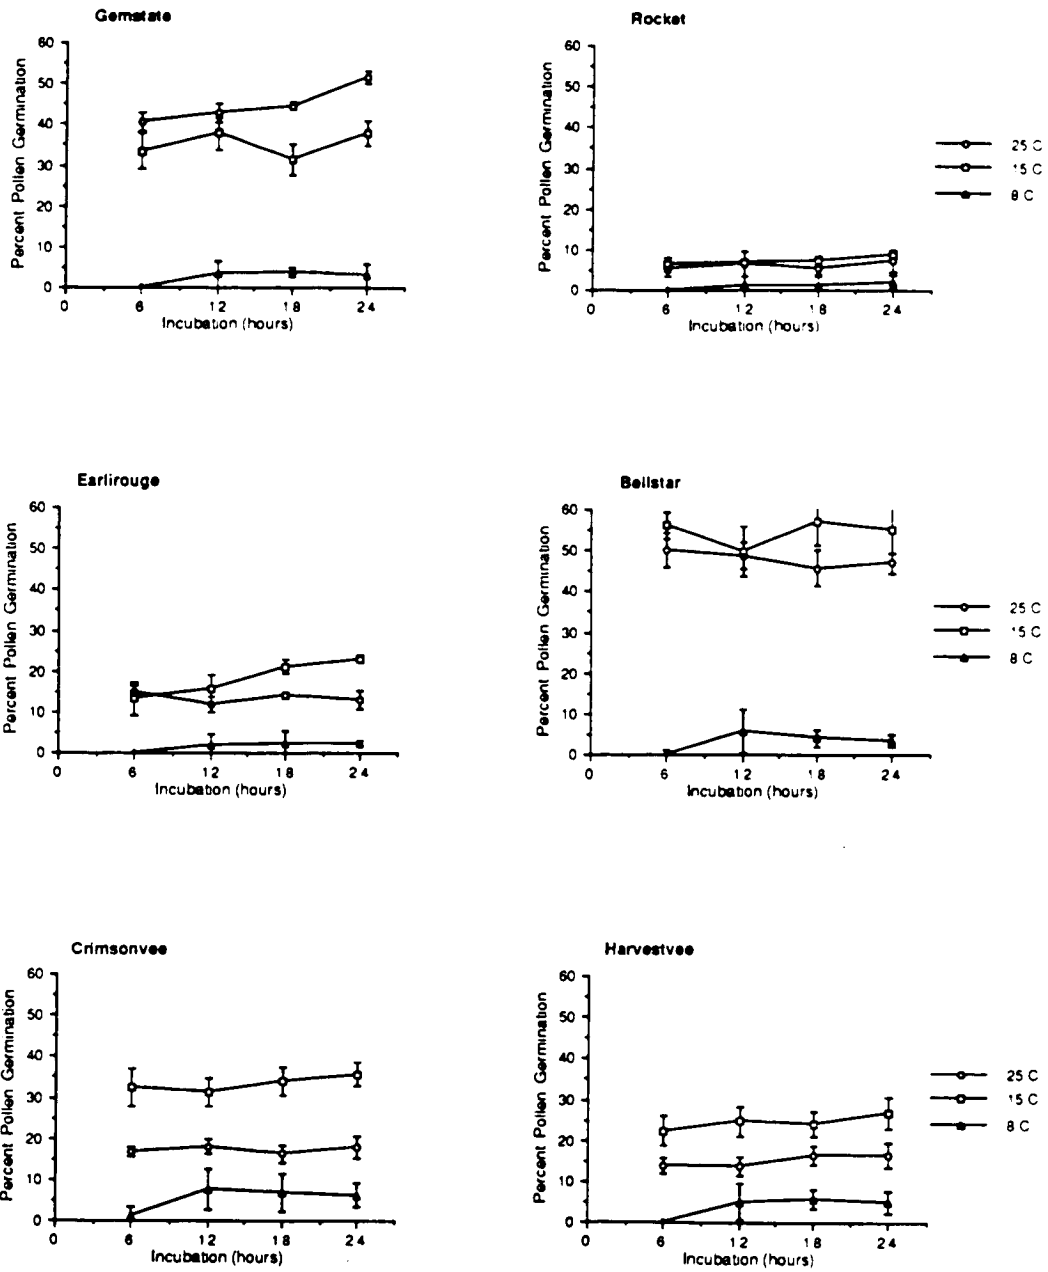 Gemstate
Percent Pollen Germination
60
50
40
30
20
10
0
0 6 12 18 24
Incubation (hours)
Rocket
Percent Pollen Germination
60
50
40
30
20
10
0
0 6 12 18 24
Incubation (hours)
25 C
15 C
8 C
Earlirouge
Percent Pollen Germination
60
50
40
30
20
10
0
0 6 12 18 24
Incubation (hours)
Bellstar
Percent Pollen Germination
60
50
40
30
20
10
0
0 6 12 18 24
Incubation (hours)
25 C
15 C
8 C
Crimsonvee
Percent Pollen Germination
60
50
40
30
20
10
0
0 6 12 18 24
Incubation (hours)
Harvestvee
Percent Pollen Germination
60
50
40
30
20
10
0
0 6 12 18 24
Incubation (hours)
25 C
15 C
8 C